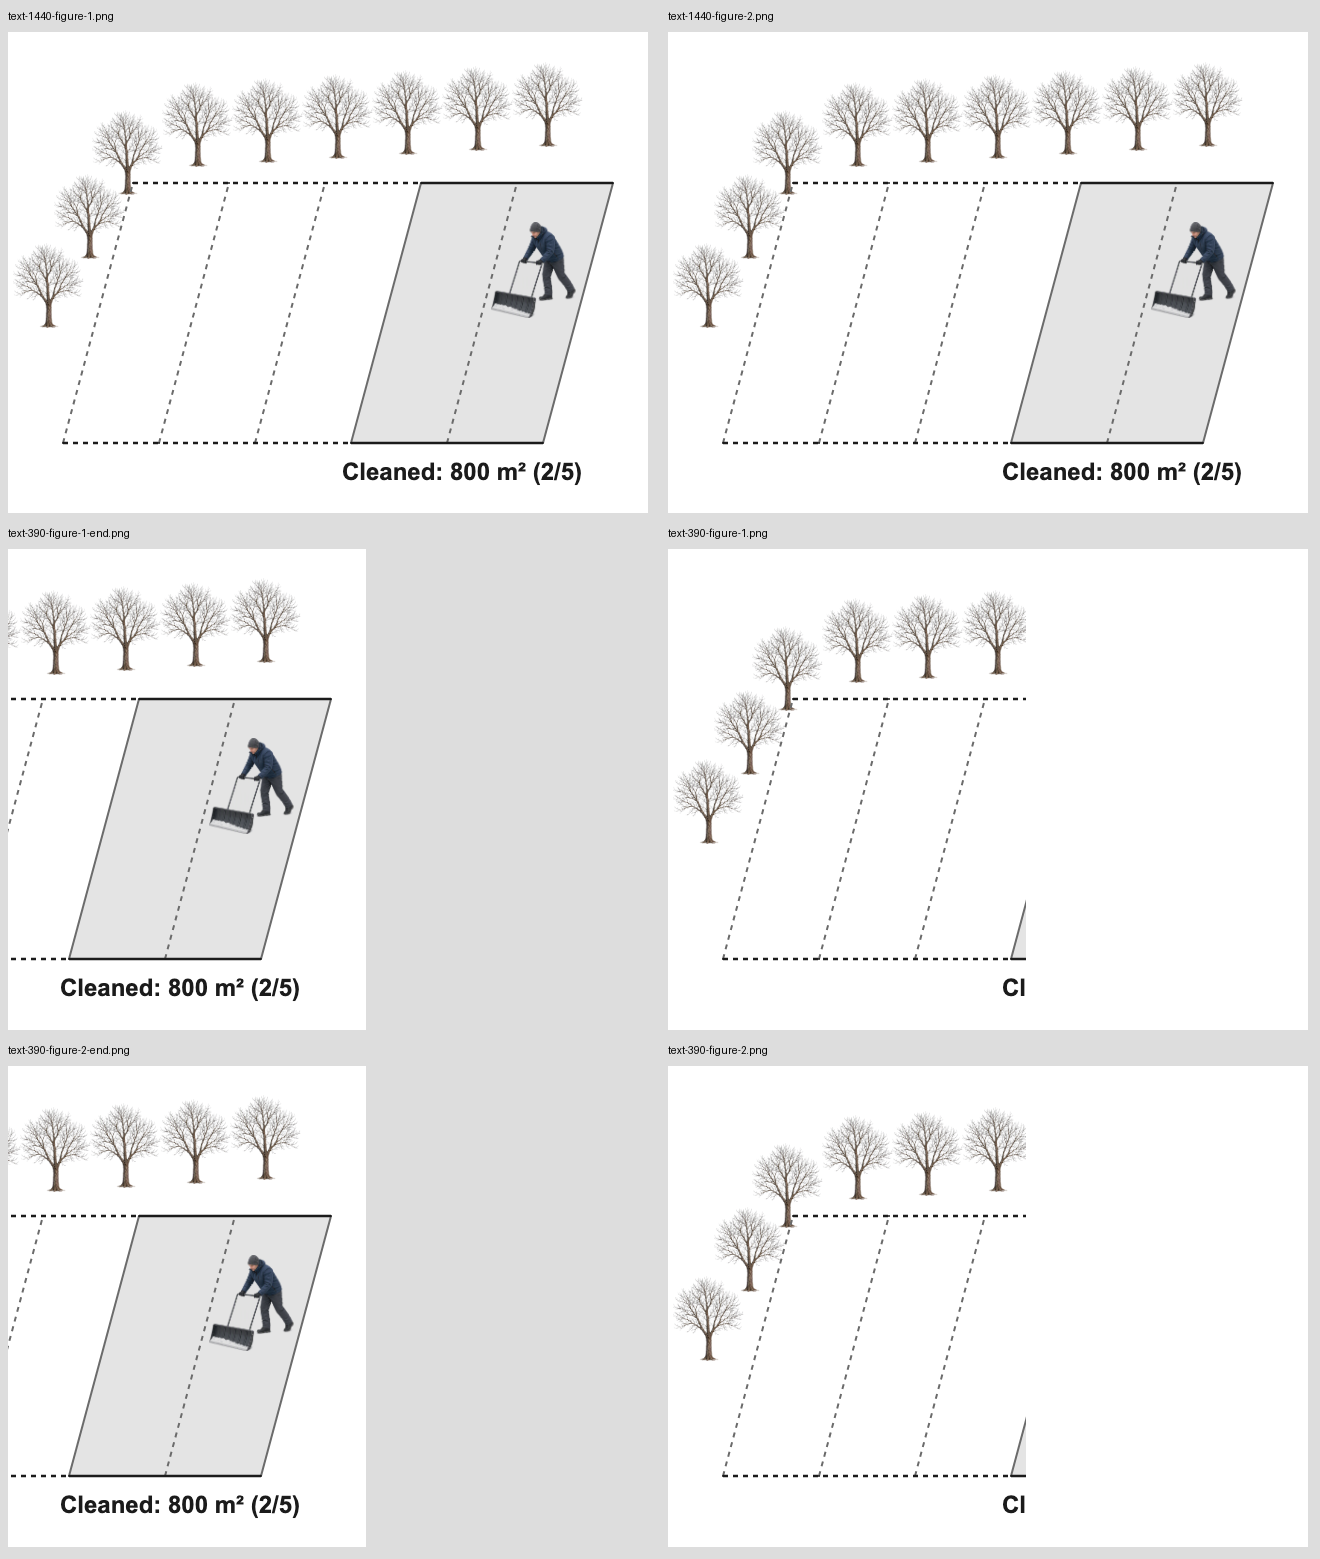 text-1440-figure-1.png
text-1440-figure-2.png
Cleaned: 800 m² (2/5)
Cleaned: 800 m² (2/5)
text-390-figure-1-end.png
text-390-figure-1.png
Cleaned: 800 m² (2/5)
Cl
text-390-figure-2-end.png
text-390-figure-2.png
Cleaned: 800 m² (2/5)
Cl